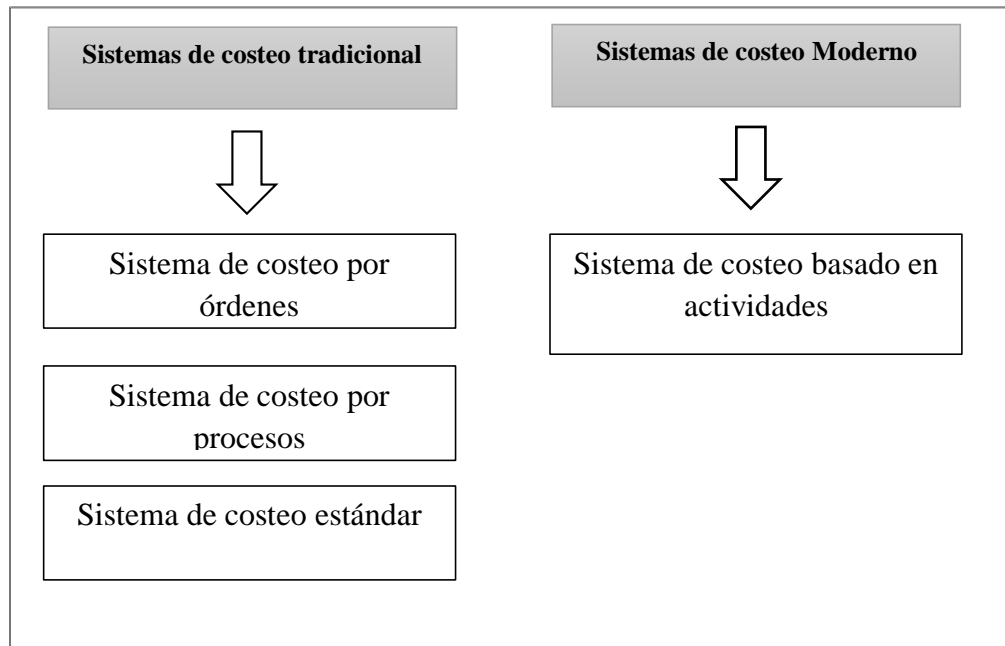 Sistemas de costeo tradicional
Sistema de costeo por
órdenes
Sistema de costeo por
procesos
Sistema de costeo estándar
Sistemas de costeo Moderno
Sistema de costeo basado en
actividades